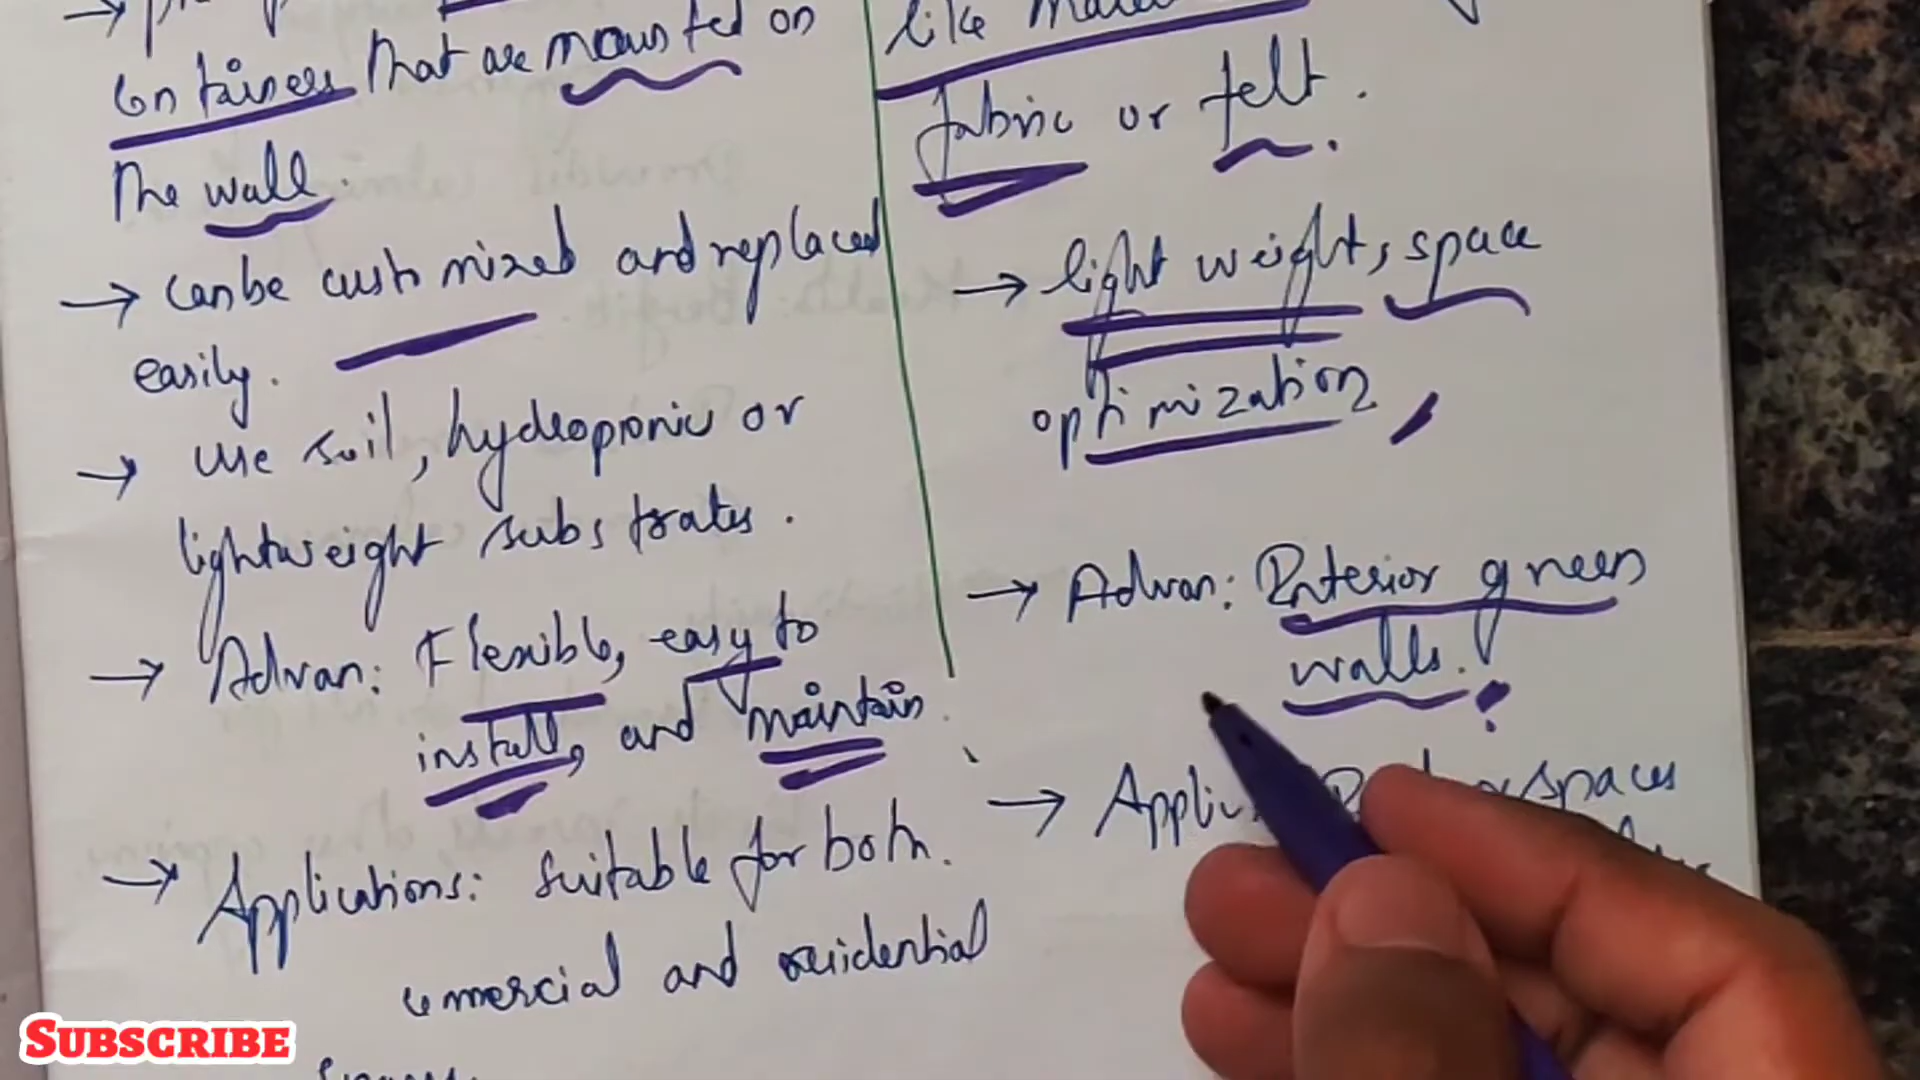 containers that are mounted on
the wall.
→ can be customized and replaced
easily.
→ use soil, hydroponic or
lightweight substrates.
→ Advan: Flexible, easy to
install, and maintain.
→ Applications: suitable for both.
commercial and residential
spaces.
like
fabric or felt.
→ light weight, space
optimization,
→ Advan: Interior green
walls.
→ spaces
SUBSCRIBE